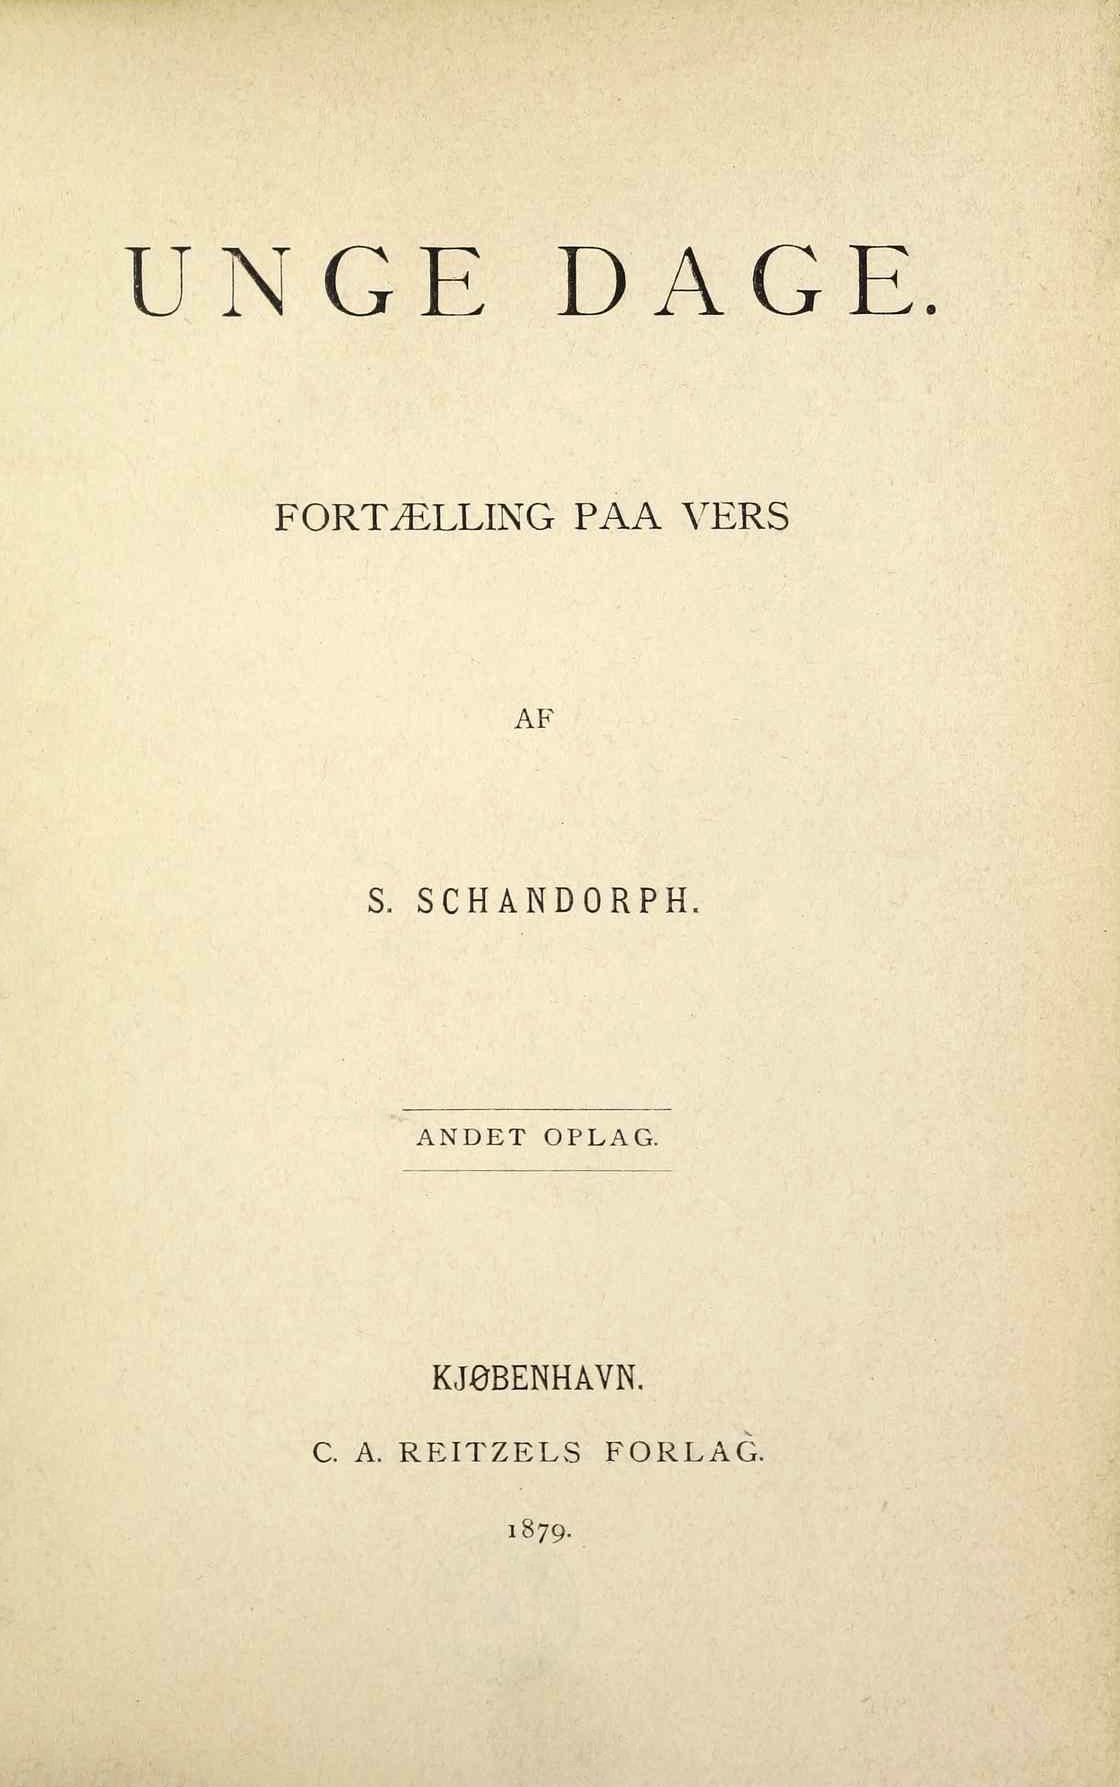 UNGE DAGE.
FORTÆLLING PAA VERS
AF
S. SCHANDORPH.
ANDET OPLAG.
KJØBENHAVN.
C. A. REITZELS FORLAG.
1879.